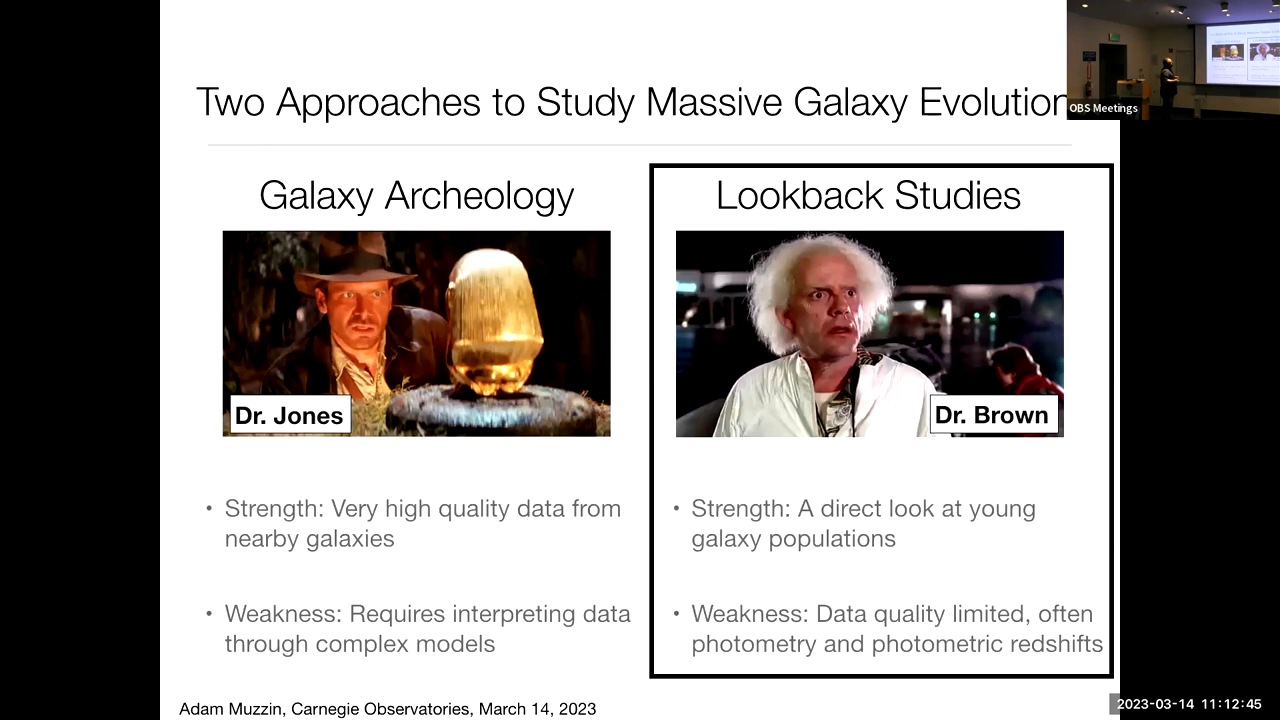 Two Approaches to Study Massive Galaxy Evolution
OBS Meetings
Galaxy Archeology
Lookback Studies
Dr. Jones
Dr. Brown
• Strength: Very high quality data from
nearby galaxies
• Weakness: Requires interpreting data
through complex models
• Strength: A direct look at young
galaxy populations
• Weakness: Data quality limited, often
photometry and photometric redshifts
Adam Muzzin, Carnegie Observatories, March 14, 2023
2023-03-14 11:12:45